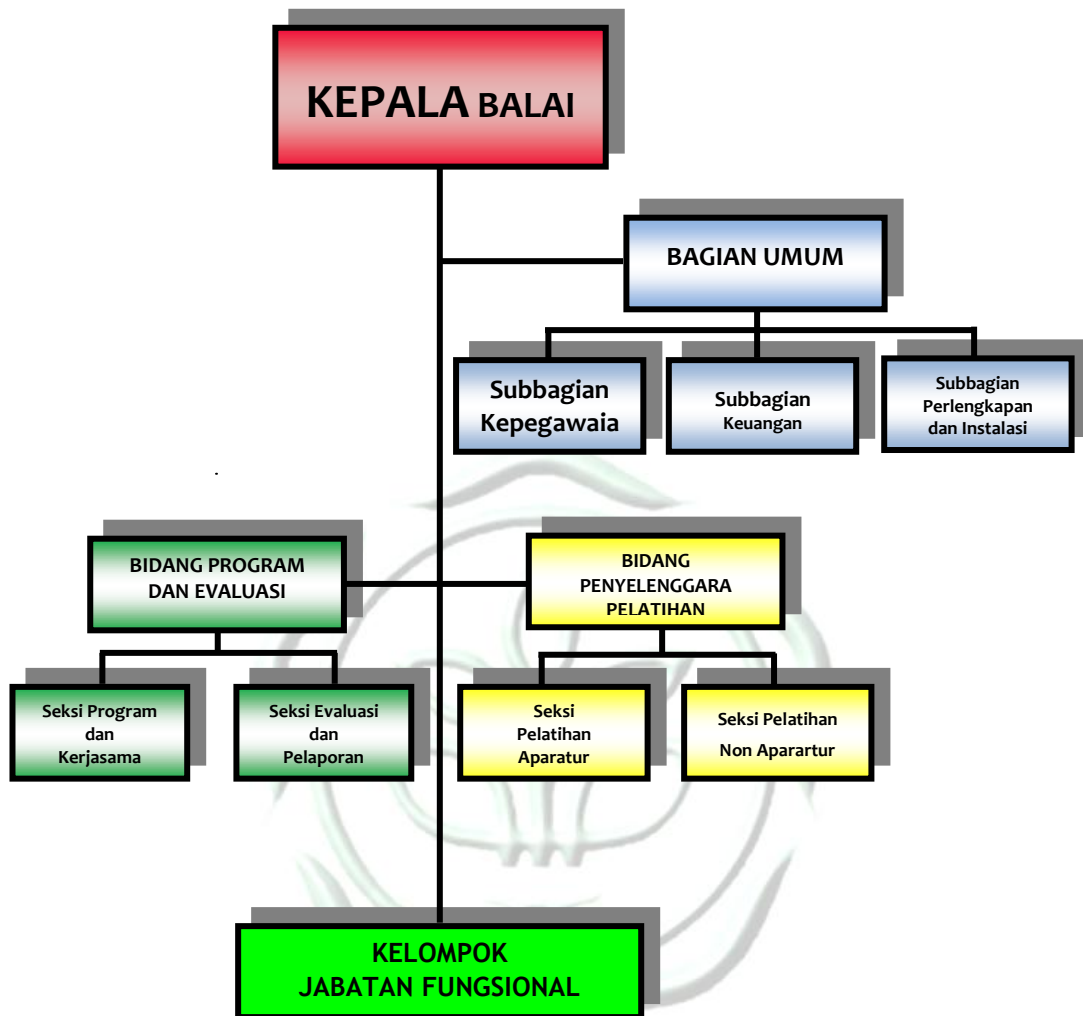 KEPALA BALAI
BAGIAN UMUM
Subbagian
Kepegawaia
Subbagian
Keuangan
Subbagian
Perlengkapan
dan Instalasi
BIDANG PROGRAM
DAN EVALUASI
BIDANG
PENYELENGGARA
PELATIHAN
Seksi Program
dan
Kerjasama
Seksi Evaluasi
dan
Pelaporan
Seksi
Pelatihan
Aparatur
Seksi Pelatihan
Non Aparartur
KELOMPOK
JABATAN FUNGSIONAL